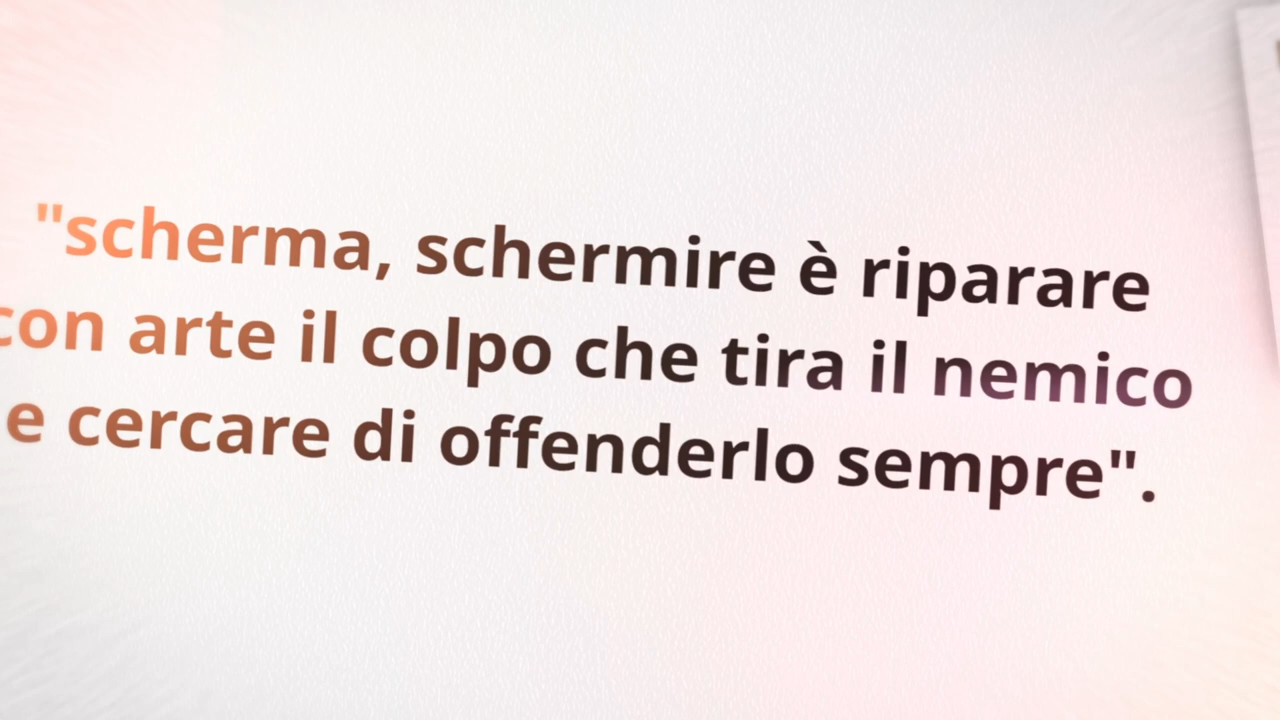 "scherma, schermire è riparare
con arte il colpo che tira il nemico
e cercare di offenderlo sempre".